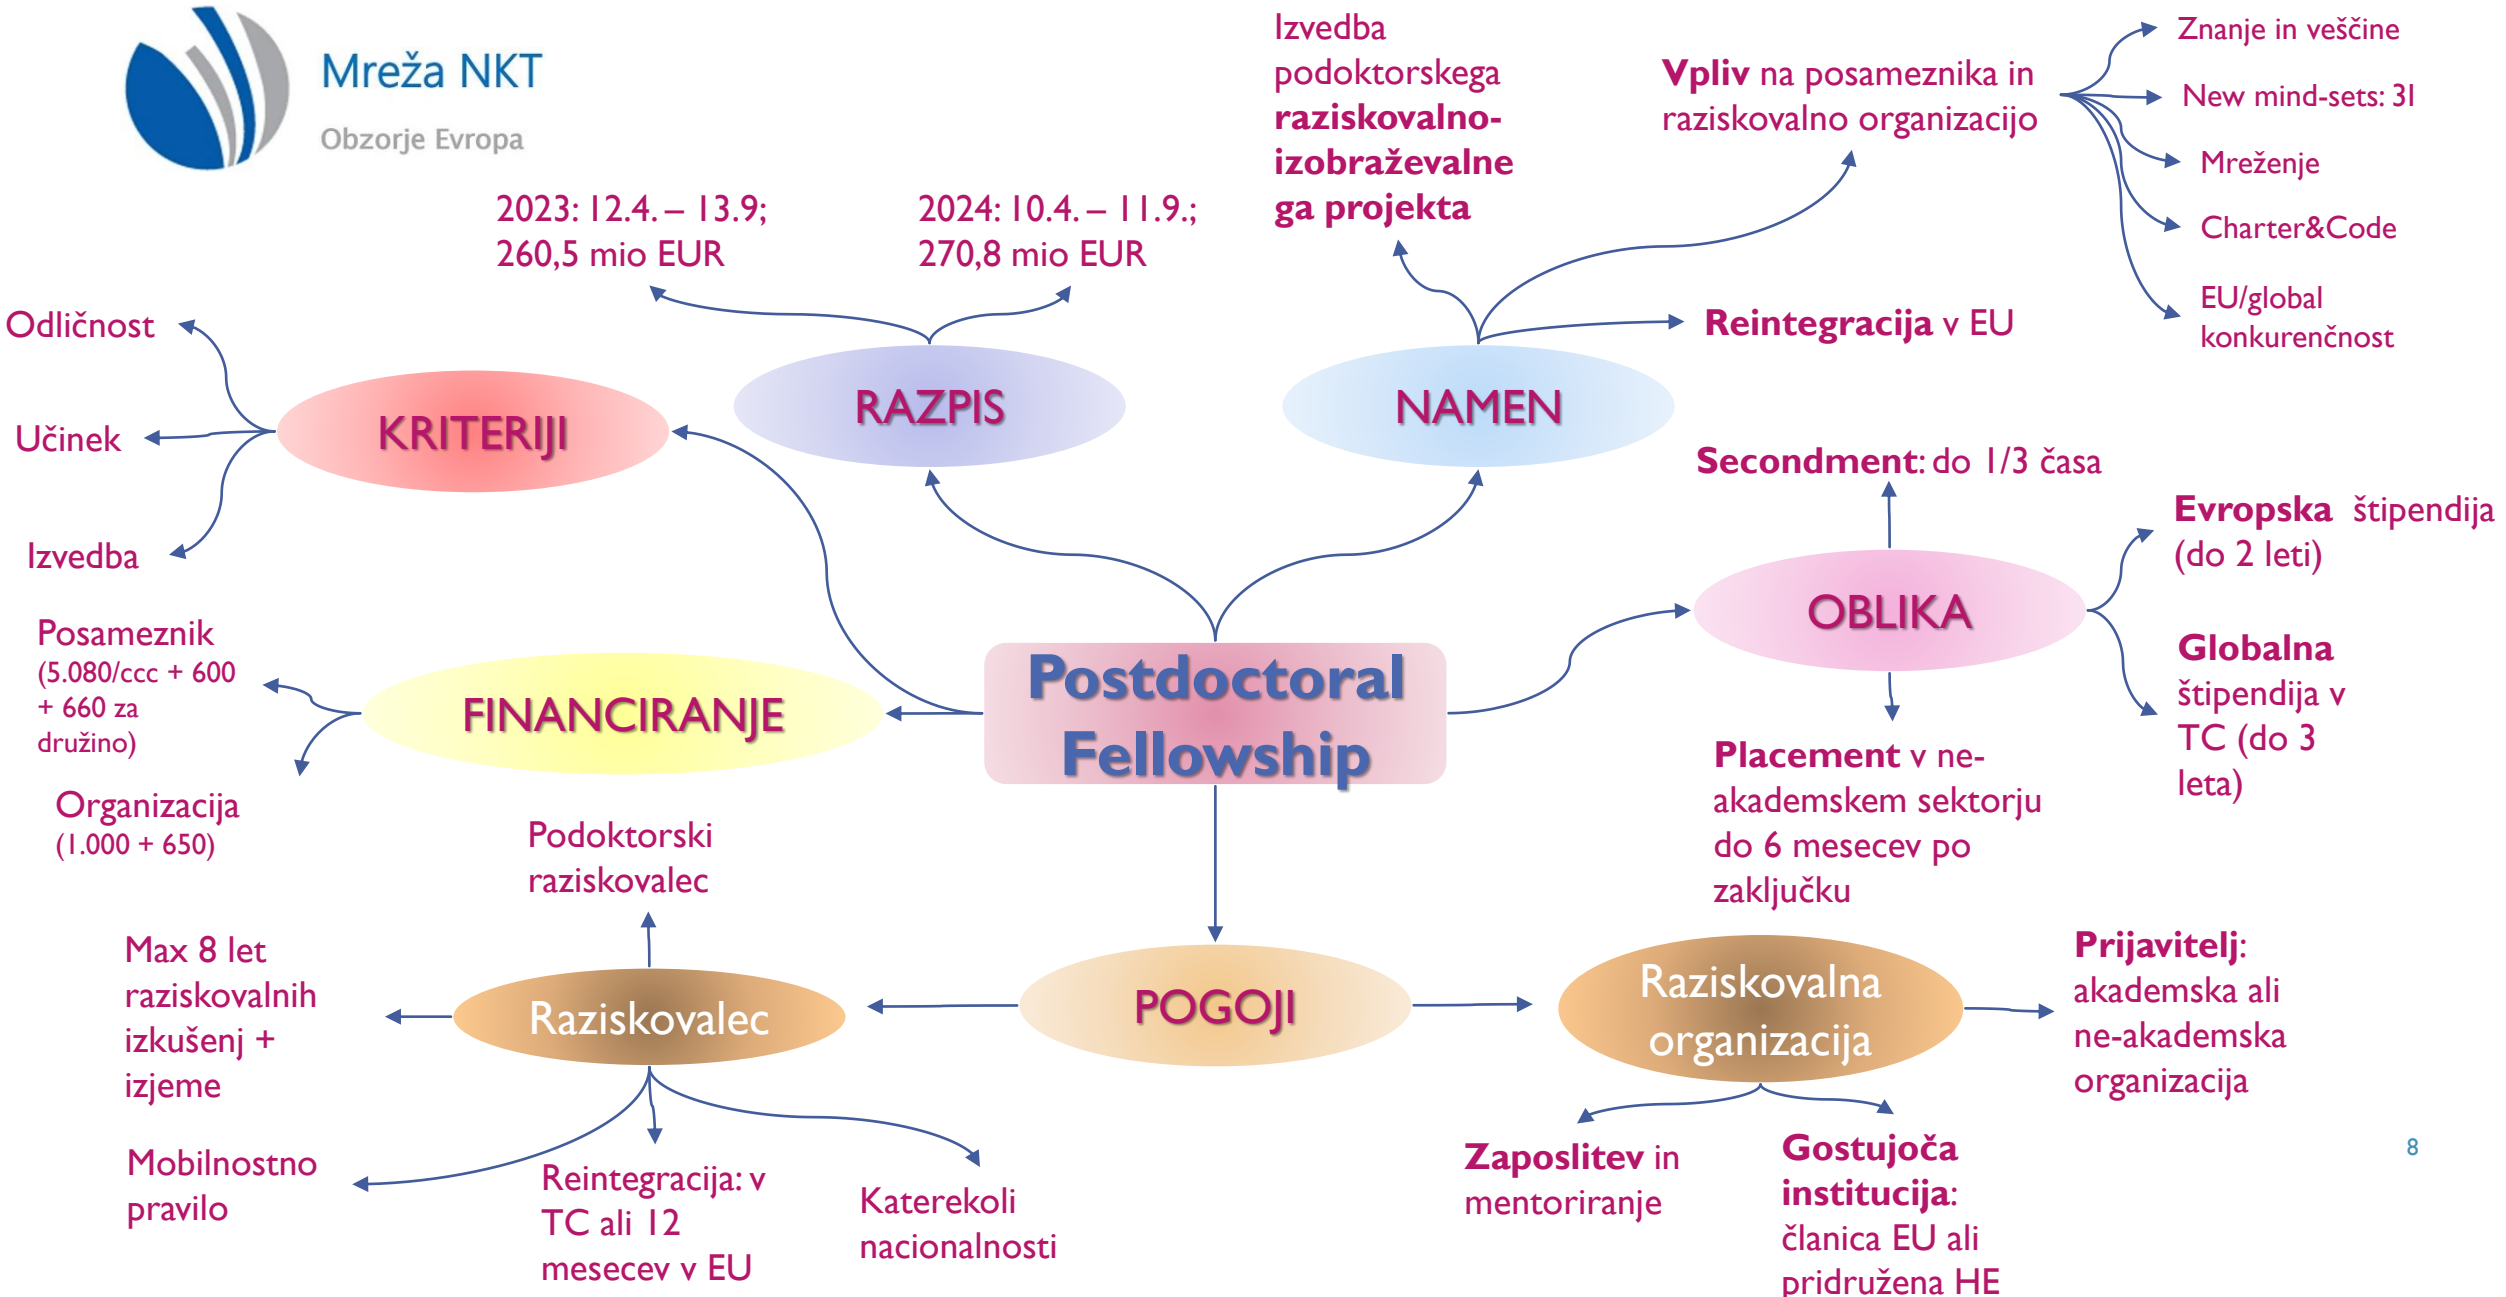 Mreža NKT
Obzorje Evropa
2023: 12.4. – 13.9;
260,5 mio EUR
2024: 10.4. – 11.9.;
270,8 mio EUR
Izvedba
podoktorskega
raziskovalno-
izobraževalne
ga projekta
Vpliv na posameznika in
raziskovalno organizacijo
Znanje in veščine
New mind-sets: 3I
Mreženje
Charter&Code
EU/global
konkurenčnost
Reintegracija v EU
Odličnost
Učinek
Izvedba
KRITERIJI
RAZPIS
NAMEN
Secondment: do 1/3 časa
Evropska štipendija
(do 2 leti)
OBLIKA
Globalna
štipendija v
TC (do 3
leta)
Placement v ne-
akademskem sektorju
do 6 mesecev po
zaključku
Posameznik
(5.080/ccc + 600
+ 660 za
družino)
Organizacija
(1.000 + 650)
FINANCIRANJE
Postdoctoral
Fellowship
Podoktorski
raziskovalec
Max 8 let
raziskovalnih
izkušenj +
izjeme
Raziskovalec
POGOJI
Raziskovalna
organizacija
Prijavitelj:
akademska ali
ne-akademska
organizacija
Mobilnostno
pravilo
Reintegracija: v
TC ali 12
mesecev v EU
Katerekoli
nacionalnosti
Zaposlitev in
mentoriranje
Gostujoča
institucija:
članica EU ali
pridružena HE
8